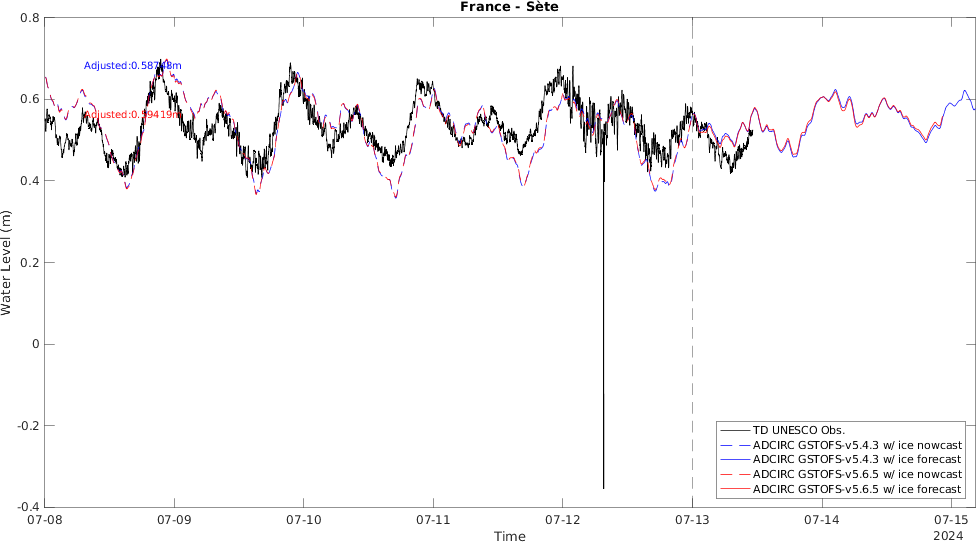 France - Sète
0.8
0.6
0.4
0.2
0
-0.2
-0.4
Water Level (m)
Adjusted:0.58748m
Adjusted:0.59419m
TD UNESCO Obs.
ADCIRC GSTOFS-v5.4.3 w/ ice nowcast
ADCIRC GSTOFS-v5.4.3 w/ ice forecast
ADCIRC GSTOFS-v5.6.5 w/ ice nowcast
ADCIRC GSTOFS-v5.6.5 w/ ice forecast
07-08 07-09 07-10 07-11 07-12 07-13 07-14 07-15
Time
2024